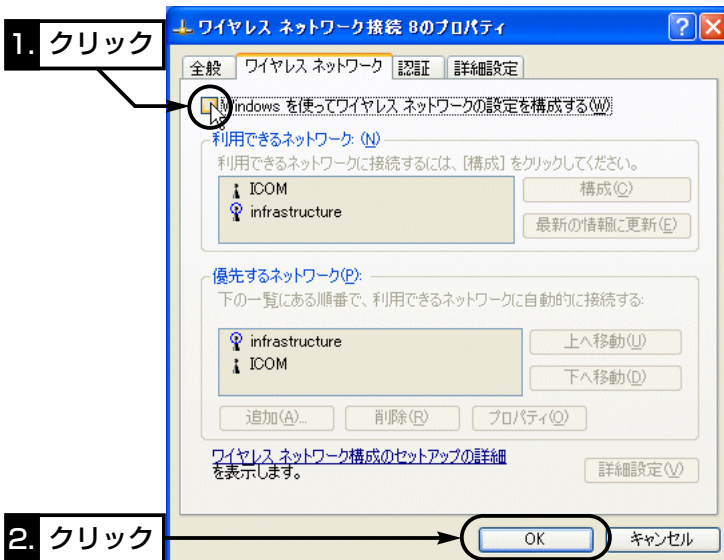 ワイヤレス ネットワーク接続 8のプロパティ
1. クリック
全般 ワイヤレス ネットワーク 認証 詳細設定
Windows を使ってワイヤレス ネットワークの設定を構成する(W)
利用できるネットワーク: (N)
利用できるネットワークに接続するには、[構成] をクリックしてください。
ICOM
infrastructure
構成(C)
最新の情報に更新(E)
優先するネットワーク(P):
下の一覧にある順番で、利用できるネットワークに自動的に接続する:
infrastructure
ICOM
上へ移動(U)
下へ移動(D)
追加(A)... 削除(R) プロパティ(O)
ワイヤレス ネットワーク構成のセットアップの詳細
を表示します。
詳細設定(V)
2. クリック
OK キャンセル